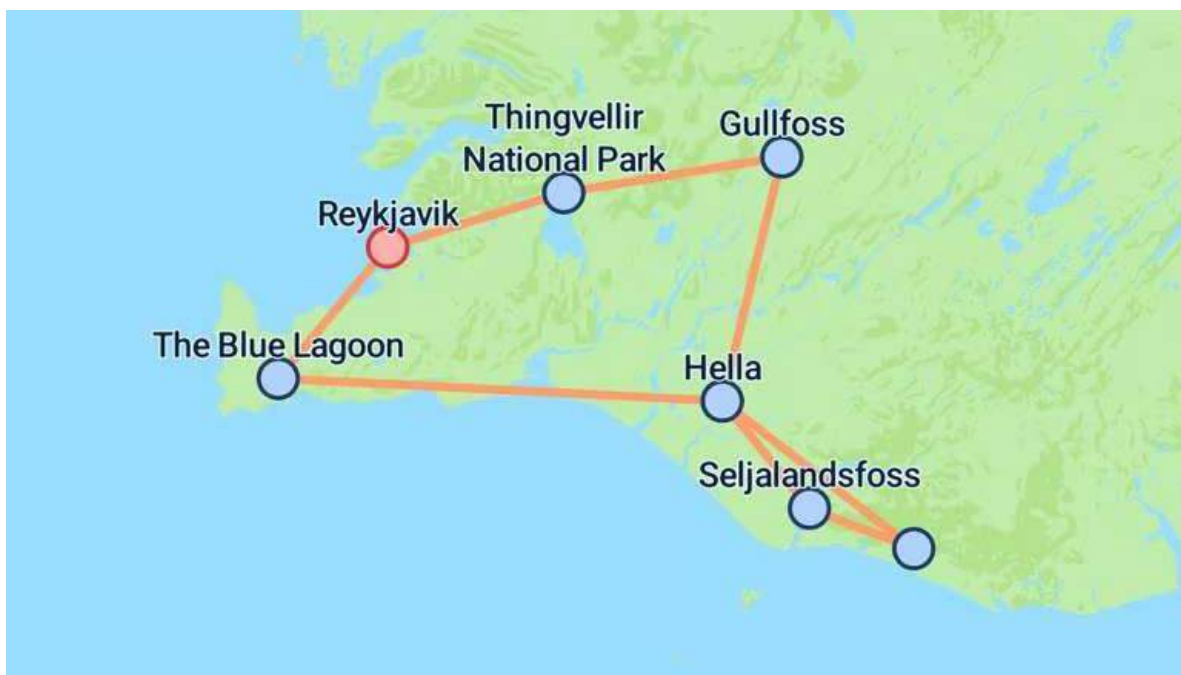 Thingvellir
National Park
Gullfoss
Reykjavik
The Blue Lagoon
Hella
Seljalandsfoss